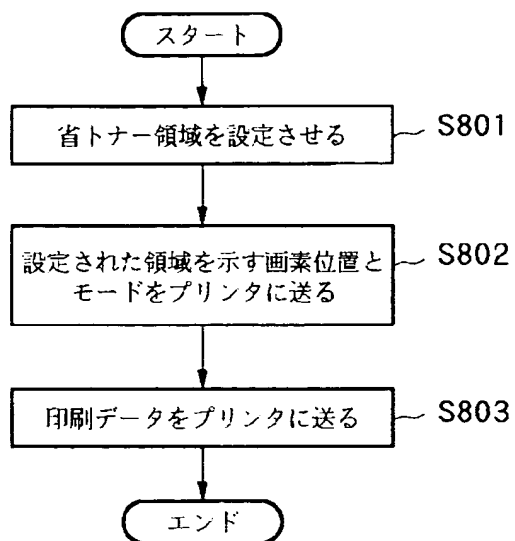 スタート
省トナー領域を設定させる
S801
設定された領域を示す画素位置と
モードをプリンタに送る
S802
印刷データをプリンタに送る
S803
エンド